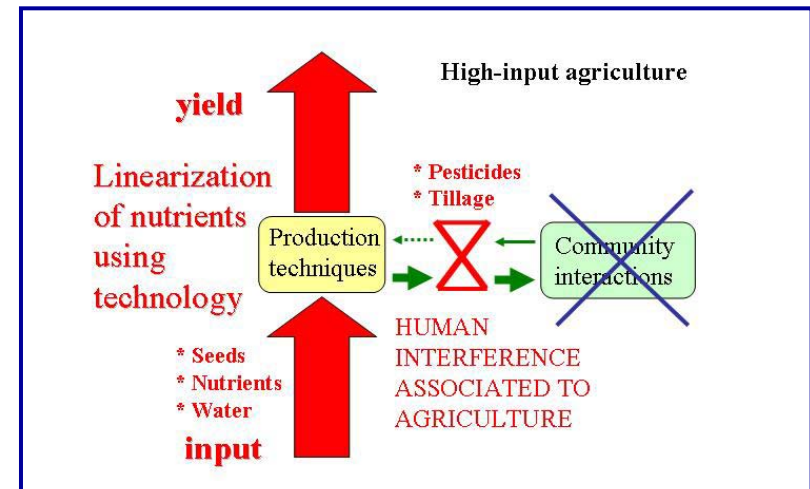 High-input agriculture
yield
Linearization
of nutrients
using
technology
* Pesticides
* Tillage
Production
techniques
Community
interactions
* Seeds
* Nutrients
* Water
input
HUMAN
INTERFERENCE
ASSOCIATED TO
AGRICULTURE